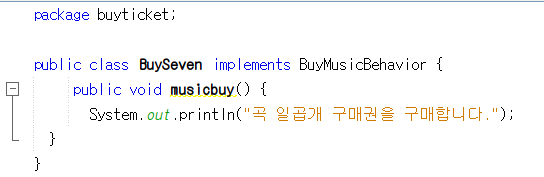 package buyticket;
public class BuySeven implements BuyMusicBehavior {
public void musicbuy() {
System.out.println("곡 일곱개 구매권을 구매합니다.");
}
}